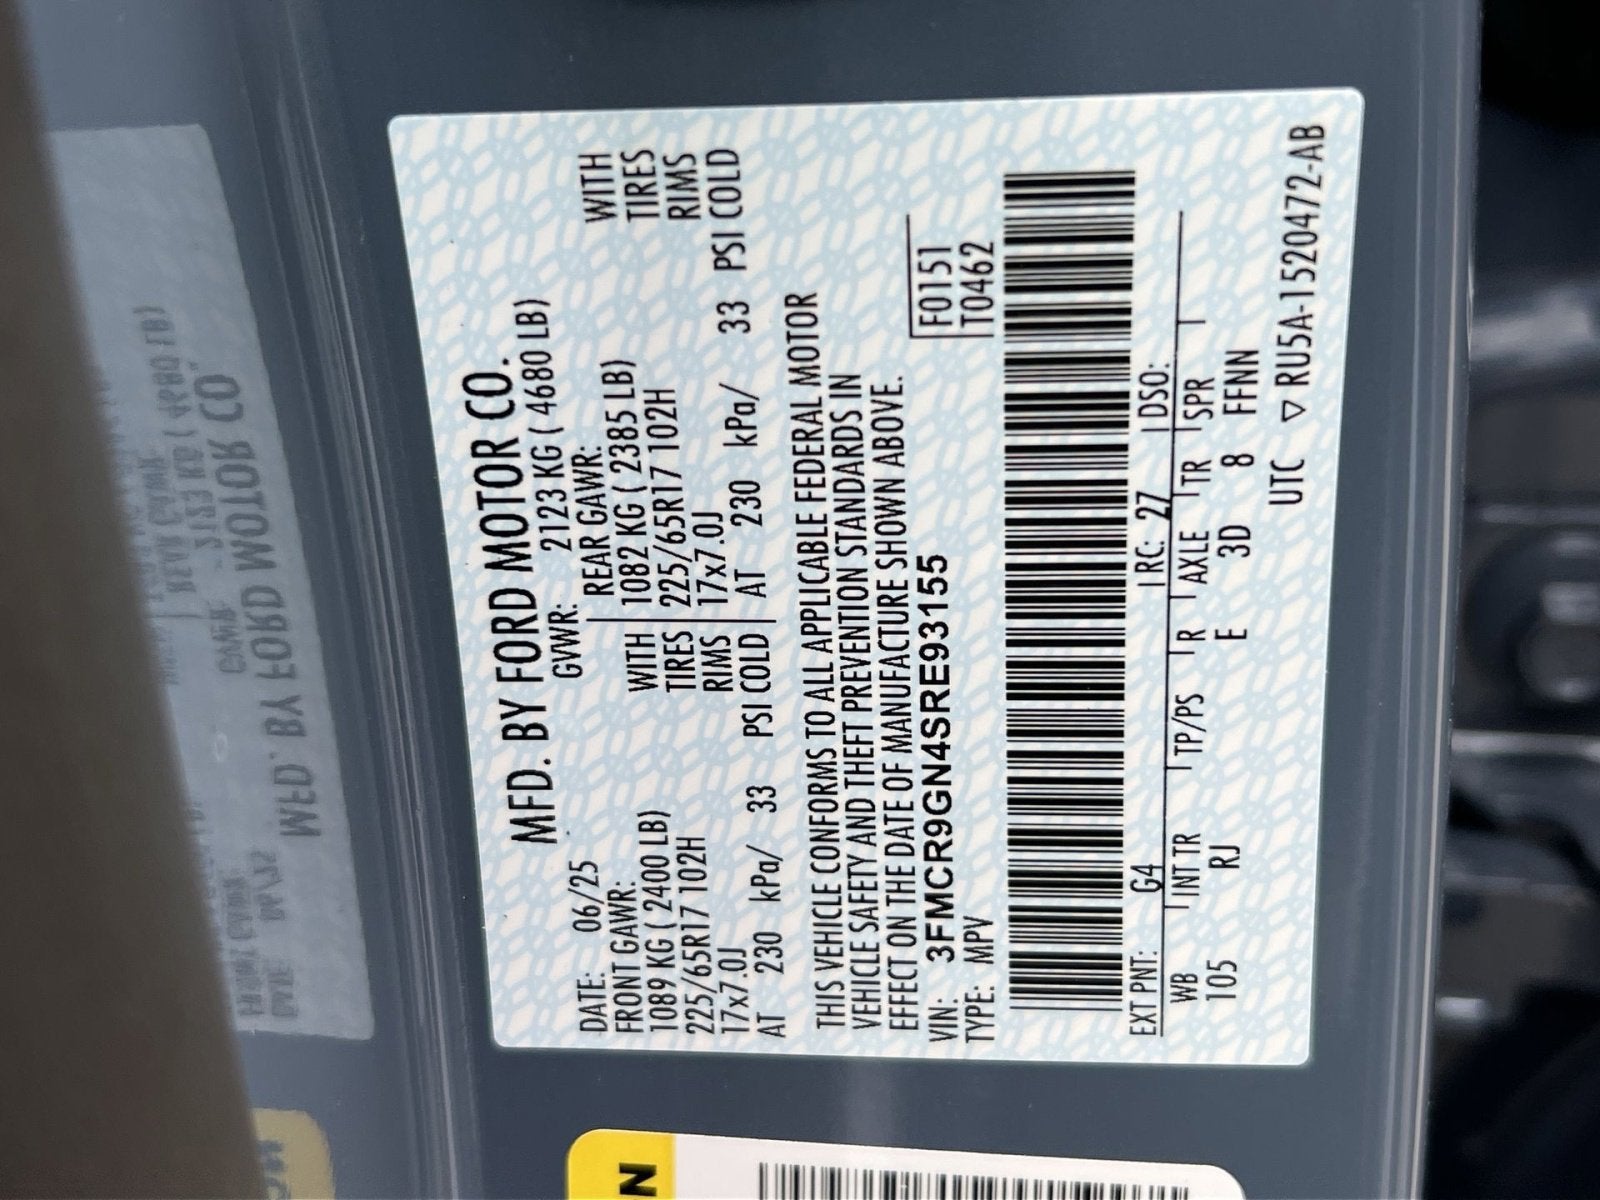 MFD. BY FORD MOTOR CO.
DATE: 06/25 GVWR: 2123 KG ( 4680 LB)
FRONT GAWR: REAR GAWR:
1089 KG ( 2400 LB) WITH 1082 KG ( 2385 LB) WITH
225/65R17 102H TIRES 225/65R17 102H TIRES
17x7.0J RIMS 17x7.0J RIMS
AT 230 kPa/ 33 PSI COLD AT 230 kPa/ 33 PSI COLD
THIS VEHICLE CONFORMS TO ALL APPLICABLE FEDERAL MOTOR
VEHICLE SAFETY AND THEFT PREVENTION STANDARDS IN
EFFECT ON THE DATE OF MANUFACTURE SHOWN ABOVE.
VIN: 3FMCR9GN4SRE93155 F0151
TYPE: MPV T0462
EXT PNT: G4 RC: 27 DSO:
WB INT TR TP/PS R AXLE TR SPR
105 RJ E 3D 8 FFNN
UTC ▽ RU5A-1520472-AB
N